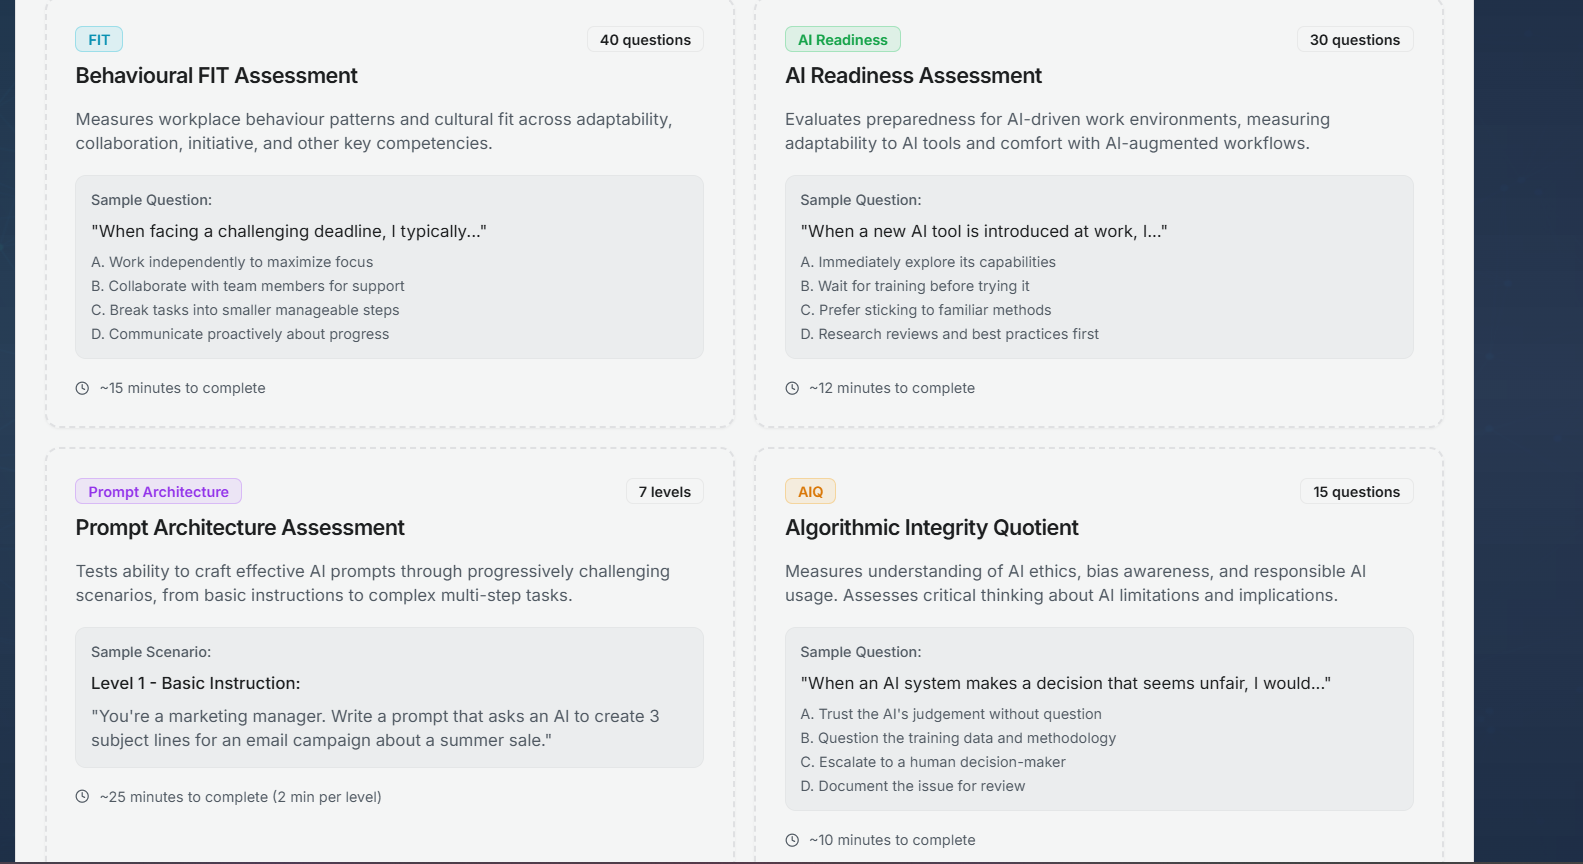 FIT
40 questions
Behavioural FIT Assessment
Measures workplace behaviour patterns and cultural fit across adaptability,
collaboration, initiative, and other key competencies.
Sample Question:
"When facing a challenging deadline, I typically..."
A. Work independently to maximize focus
B. Collaborate with team members for support
C. Break tasks into smaller manageable steps
D. Communicate proactively about progress
~15 minutes to complete
AI Readiness
30 questions
AI Readiness Assessment
Evaluates preparedness for AI-driven work environments, measuring
adaptability to AI tools and comfort with AI-augmented workflows.
Sample Question:
"When a new AI tool is introduced at work, I..."
A. Immediately explore its capabilities
B. Wait for training before trying it
C. Prefer sticking to familiar methods
D. Research reviews and best practices first
~12 minutes to complete
Prompt Architecture
7 levels
Prompt Architecture Assessment
Tests ability to craft effective AI prompts through progressively challenging
scenarios, from basic instructions to complex multi-step tasks.
Sample Scenario:
Level 1 - Basic Instruction:
"You're a marketing manager. Write a prompt that asks an AI to create 3
subject lines for an email campaign about a summer sale."
~25 minutes to complete (2 min per level)
AIQ
15 questions
Algorithmic Integrity Quotient
Measures understanding of AI ethics, bias awareness, and responsible AI
usage. Assesses critical thinking about AI limitations and implications.
Sample Question:
"When an AI system makes a decision that seems unfair, I would..."
A. Trust the AI's judgement without question
B. Question the training data and methodology
C. Escalate to a human decision-maker
D. Document the issue for review
~10 minutes to complete